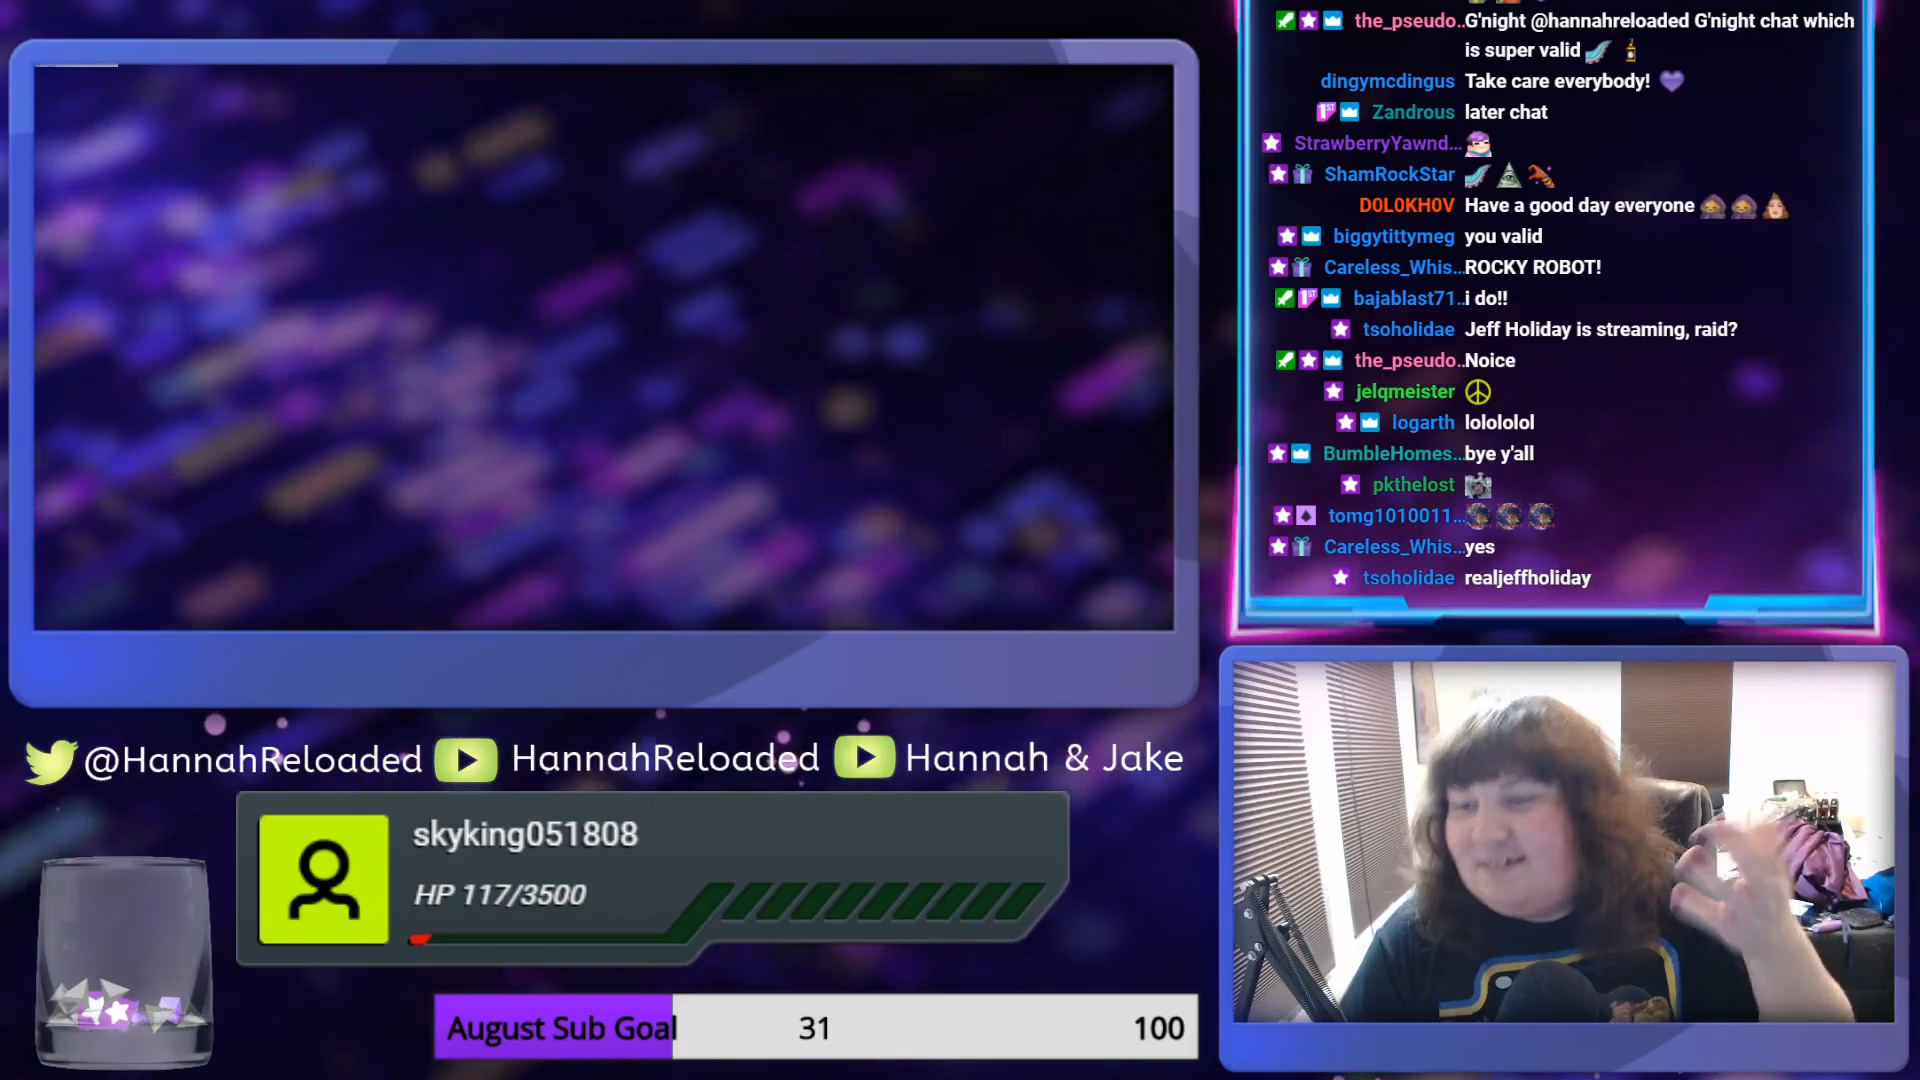 the_pseudo..G'night @hannahreloaded G'night chat which
is super valid
dingymcdingus Take care everybody!
Zandrous later chat
StrawberryYawnd...
ShamRockStar
D0L0KH0V Have a good day everyone
biggytittymeg you valid
Careless_Whis...ROCKY ROBOT!
bajablast71..i do!!
tsoholidae Jeff Holiday is streaming, raid?
the_pseudo..Noice
jelqmeister
logarth lolololol
BumbleHomes...bye y'all
pkthelost
tomg1010011...
Careless_Whis...yes
tsoholidae realjeffholiday
@HannahReloaded HannahReloaded Hannah & Jake
skyking051808
HP 117/3500
August Sub Goal 31 100